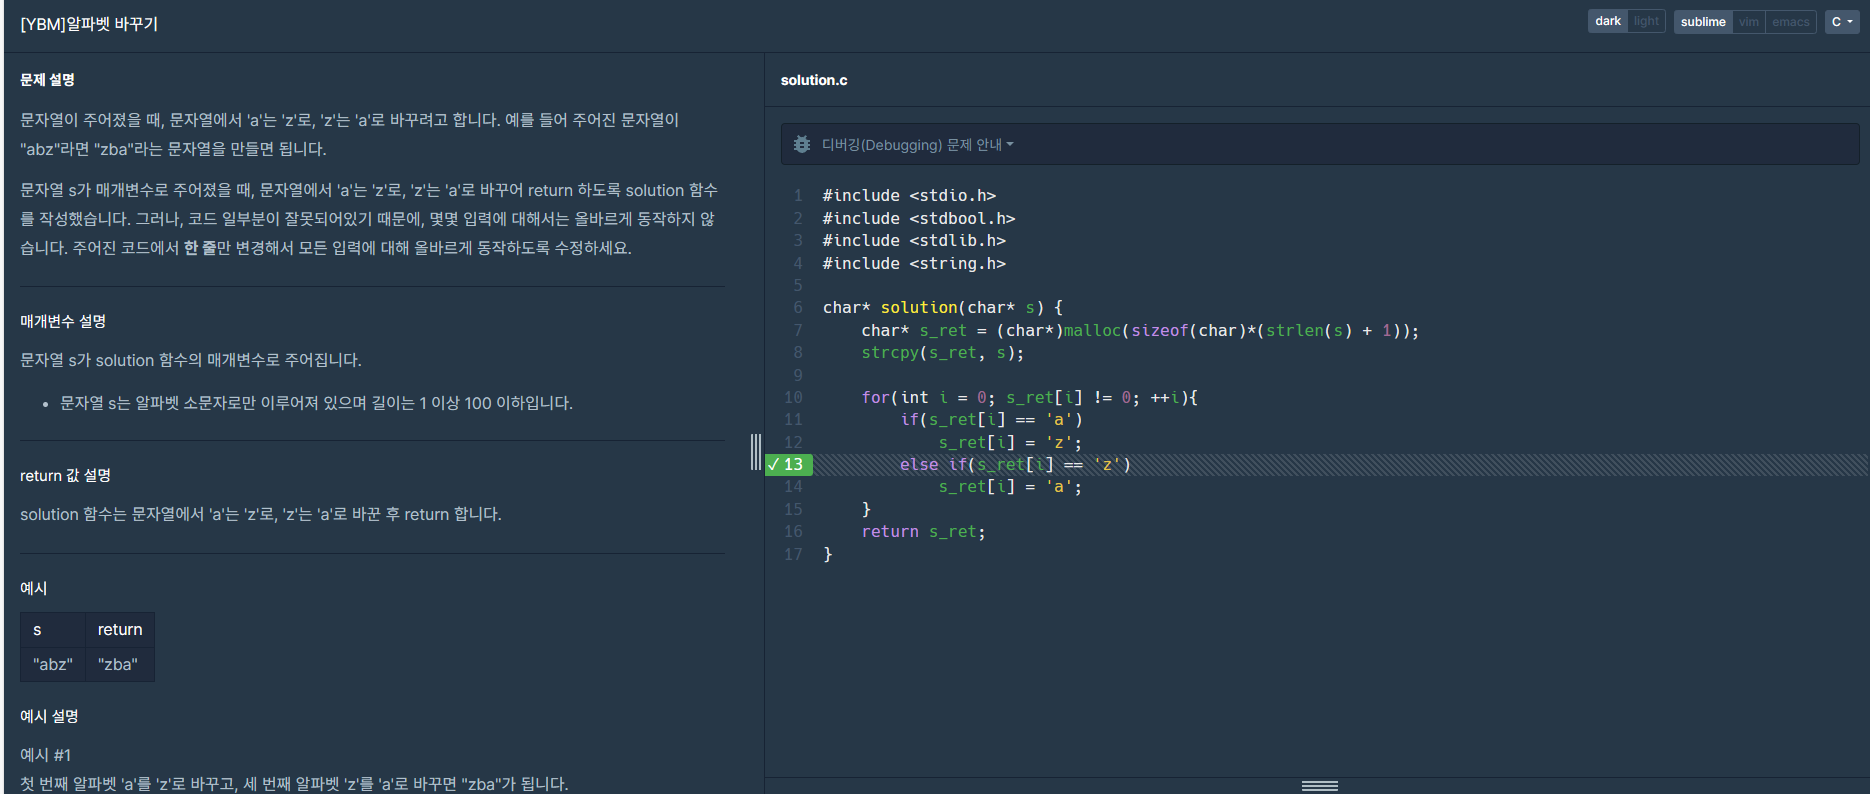 [YBM]알파벳 바꾸기
dark light
sublime vim emacs
C
문제 설명
문자열이 주어졌을 때, 문자열에서 'a'는 'z'로, 'z'는 'a'로 바꾸려고 합니다. 예를 들어 주어진 문자열이
"abz"라면 "zba"라는 문자열을 만들면 됩니다.
문자열 s가 매개변수로 주어졌을 때, 문자열에서 'a'는 'z'로, 'z'는 'a'로 바꾸어 return 하도록 solution 함수
를 작성했습니다. 그러나, 코드 일부분이 잘못되어있기 때문에, 몇몇 입력에 대해서는 올바르게 동작하지 않
습니다. 주어진 코드에서 한 줄만 변경해서 모든 입력에 대해 올바르게 동작하도록 수정하세요.
매개변수 설명
문자열 s가 solution 함수의 매개변수로 주어집니다.
• 문자열 s는 알파벳 소문자로만 이루어져 있으며 길이는 1 이상 100 이하입니다.
return 값 설명
solution 함수는 문자열에서 'a'는 'z'로, 'z'는 'a'로 바꾼 후 return 합니다.
예시
s return
"abz" "zba"
예시 설명
예시 #1
첫 번째 알파벳 'a'를 'z'로 바꾸고, 세 번째 알파벳 'z'를 'a'로 바꾸면 "zba"가 됩니다.
solution.c
디버깅(Debugging) 문제 안내
1 #include <stdio.h>
2 #include <stdbool.h>
3 #include <stdlib.h>
4 #include <string.h>
5
6 char* solution(char* s) {
7     char* s_ret = (char*)malloc(sizeof(char)*(strlen(s) + 1));
8     strcpy(s_ret, s);
9
10     for(int i = 0; s_ret[i] != 0; ++i){
11         if(s_ret[i] == 'a')
12             s_ret[i] = 'z';
✓ 13         else if(s_ret[i] == 'z')
14             s_ret[i] = 'a';
15     }
16     return s_ret;
17 }